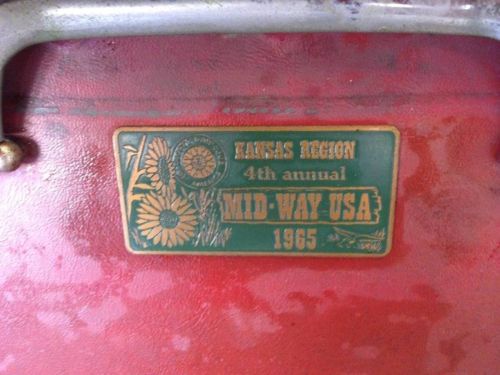 KANSAS REGION
4th annual
MID-WAY USA
1965